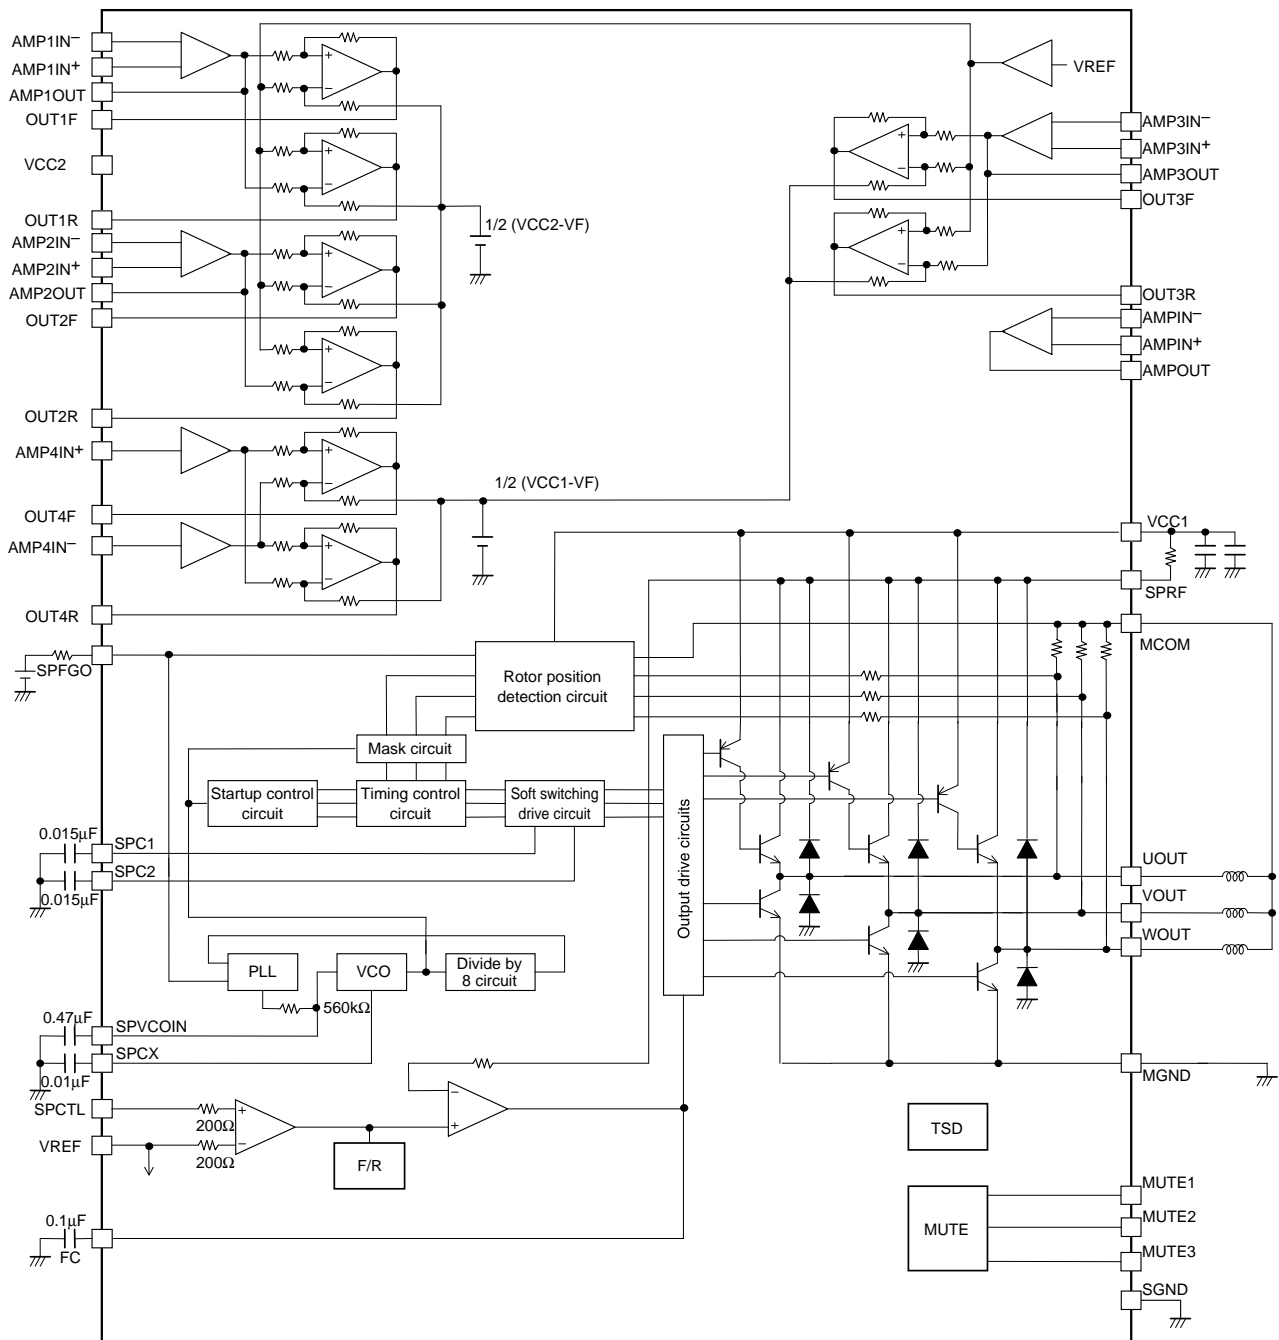 AMP1IN−
AMP1IN+
AMP1OUT
OUT1F
VCC2
OUT1R
AMP2IN−
AMP2IN+
AMP2OUT
OUT2F
OUT2R
AMP4IN+
OUT4F
AMP4IN−
OUT4R
SPFGO
+
−
+
−
+
−
+
−
+
−
+
−
1/2 (VCC2-VF)
1/2 (VCC1-VF)
VREF
+
−
+
−
AMP3IN−
AMP3IN+
AMP3OUT
OUT3F
OUT3R
AMPIN−
AMPIN+
AMPOUT
VCC1
SPRF
MCOM
Rotor position
detection circuit
Mask circuit
Startup control
circuit
Timing control
circuit
Soft switching
drive circuit
Output drive circuits
0.015µF
SPC1
SPC2
0.015µF
UOUT
VOUT
WOUT
PLL
VCO
Divide by
8 circuit
560kΩ
0.47µF
SPVCOIN
SPCX
0.01µF
MGND
SPCTL
200Ω
VREF
200Ω
+
−
−
+
F/R
TSD
0.1µF
FC
MUTE
MUTE1
MUTE2
MUTE3
SGND